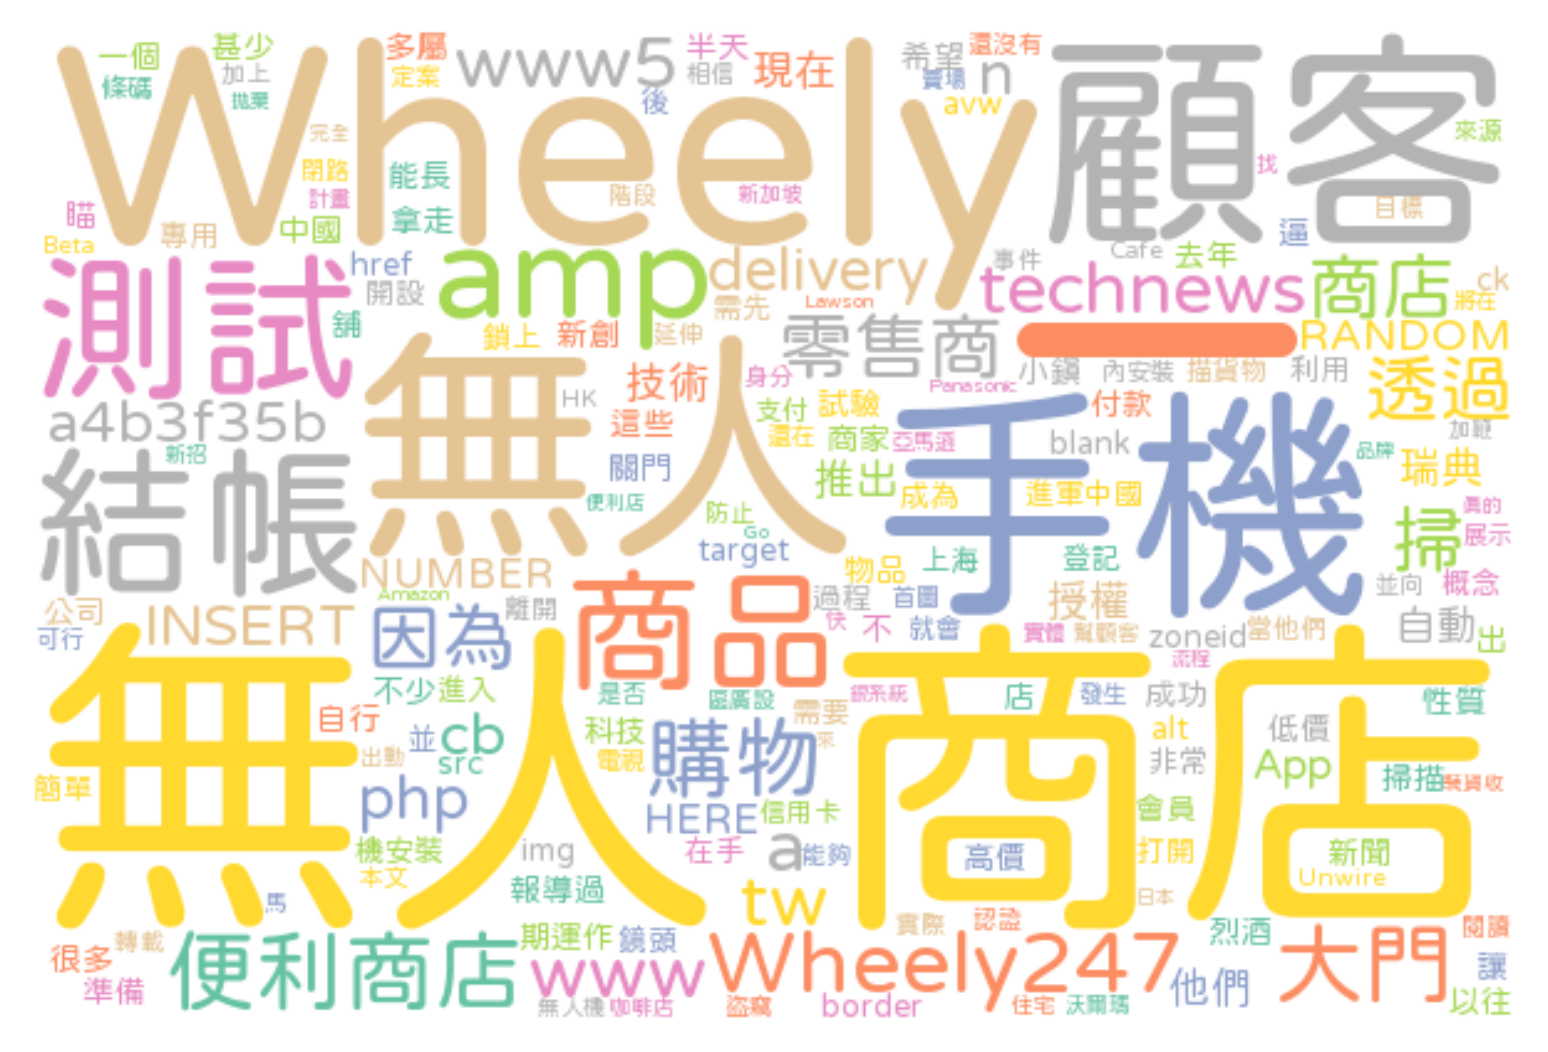 Wheely
顧客
一個
甚少
加上
條碼
拋棄
多屬
定案
www5
半天
相信
現在
後
希望
還沒有
賣場
n
avw
來源
找
完全
閉路
計畫
能長
拿走
階段
新加坡
目標
瞄
Beta
專用
中國
逼
測試
href
開設
舖
amp
delivery
需先
Lawson
事件
Cafe
去年
technews
商店
ck
將在
鎖上
新創
延伸
零售商
一
RANDOM
a4b3f35b
新招
無人
HK
技術
這些
身分
支付
還在
試驗
商家
亞馬遜
Panasonic
小鎮
內安裝
描貨物
利用
透過
付款
blank
加鞭
品牌
瑞典
手機
結帳
關門
便利店
防止
Go
target
推出
成為
進軍中國
掃
真的
展示
NUMBER
Amazon
物品
上海
登記
並向
概念
公司
可行
INSERT
因為
離開
商品
過程
快
首圖
不
就會
授權
實體
幫顧客
zoneid
當他們
自動
出
流程
無人商店
不少
進入
是否
區廣設
銀系統
店
發生
成功
性質
自行
並
cb
src
出動
科技
電視
購物
需要
來
alt
非常
低價
App
掃描
簡單
php
HERE
信用卡
會員
機安裝
本文
img
在手
a
能夠
高價
打開
新聞
Unwire
馬
報導過
tw
日本
很多
轉載
準備
便利商店
期運作
鏡頭
www
Wheely247
實際
認證
烈酒
大門
閱讀
讓
以往
無人機
咖啡店
盜竊
border
住宅
沃爾瑪
他們